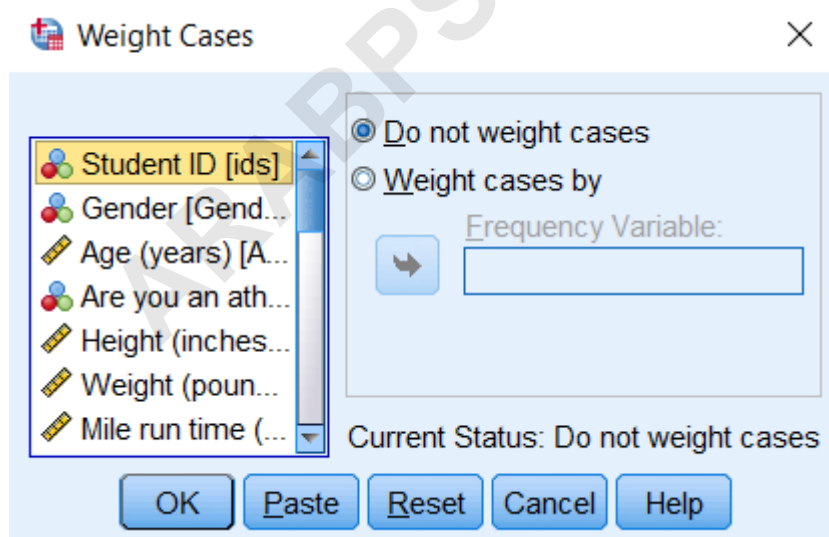 Weight Cases
Student ID [ids]
Gender [Gend...
Age (years) [A...
Are you an ath...
Height (inches...
Weight (poun...
Mile run time (...
Do not weight cases
Weight cases by
Frequency Variable:
Current Status: Do not weight cases
OK Paste Reset Cancel Help
ARABPS